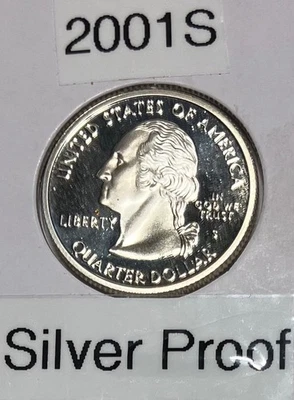 2001S
UNITED STATES OF AMERICA
LIBERTY
IN
GOD WE
TRUST
S
QUARTER DOLLAR
Silver Proof